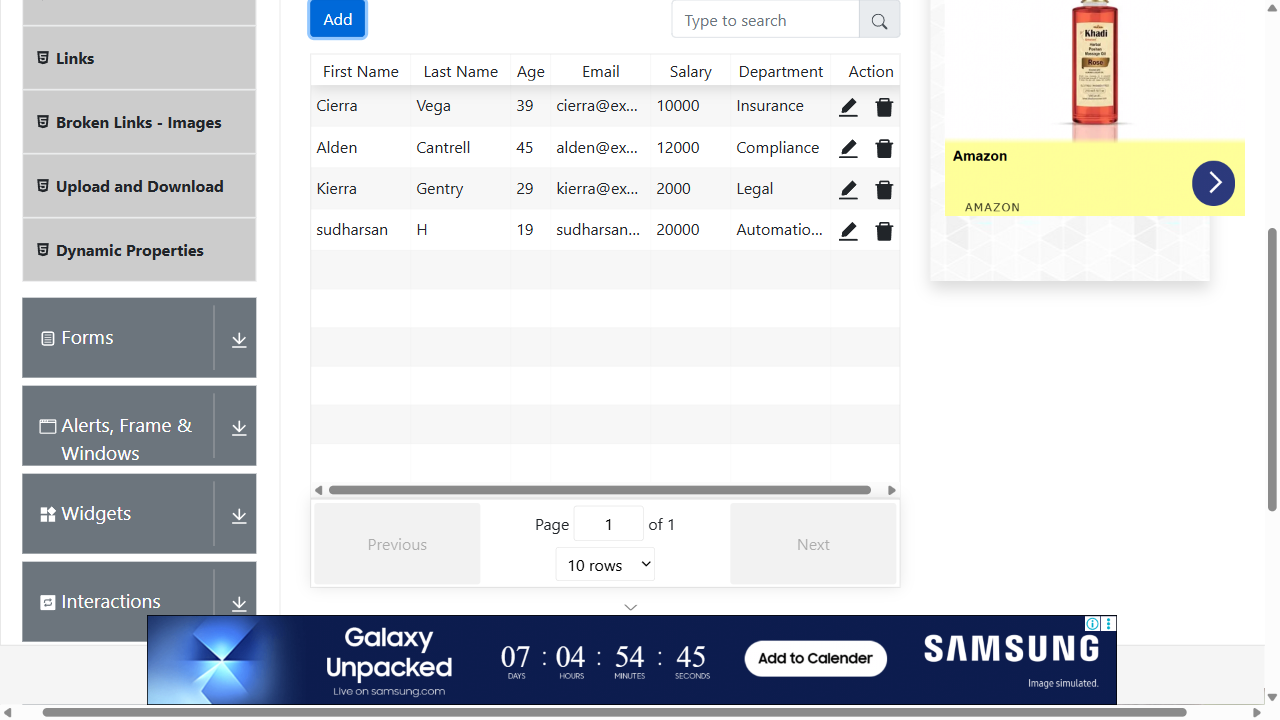 Links
Broken Links - Images
Upload and Download
Dynamic Properties
Forms
Alerts, Frame &
Windows
Widgets
Interactions
Add
Type to search
First Name Last Name Age Email Salary Department Action
Cierra Vega 39 cierra@ex... 10000 Insurance
Alden Cantrell 45 alden@ex... 12000 Compliance
Kierra Gentry 29 kierra@ex... 2000 Legal
sudharsan H 19 sudharsan... 20000 Automatio...
Previous
Page 1 of 1
10 rows
Next
Khadi
Rose
Amazon
AMAZON
Galaxy
Unpacked
Live on samsung.com
07 : 04 : 54 : 45
DAYS HOURS MINUTES SECONDS
Add to Calender
SAMSUNG
Image simulated.